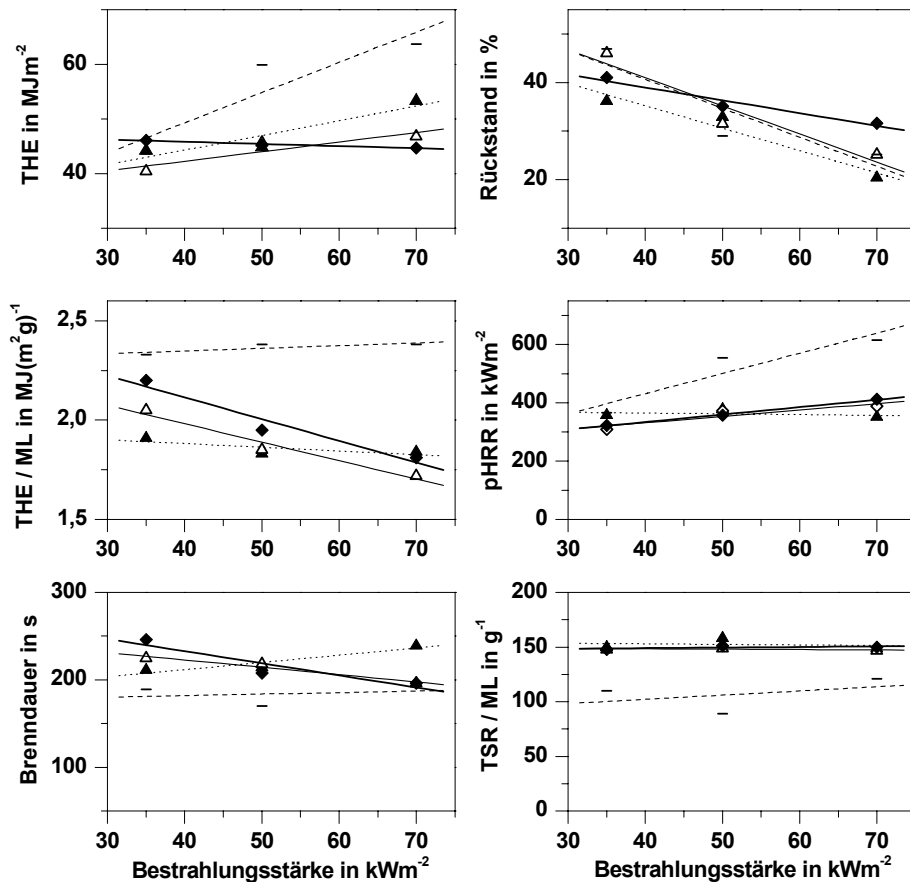 THE in MJm⁻²
60
40
30 40 50 60 70
Rückstand in %
40
20
30 40 50 60 70
THE / ML in MJ(m²g)⁻¹
2,5
2,0
1,5
30 40 50 60 70
pHRR in kWm⁻²
600
400
200
0
30 40 50 60 70
Brenndauer in s
300
200
100
30 40 50 60 70
Bestrahlungsstärke in kWm⁻²
TSR / ML in g⁻¹
200
150
100
50
0
30 40 50 60 70
Bestrahlungsstärke in kWm⁻²